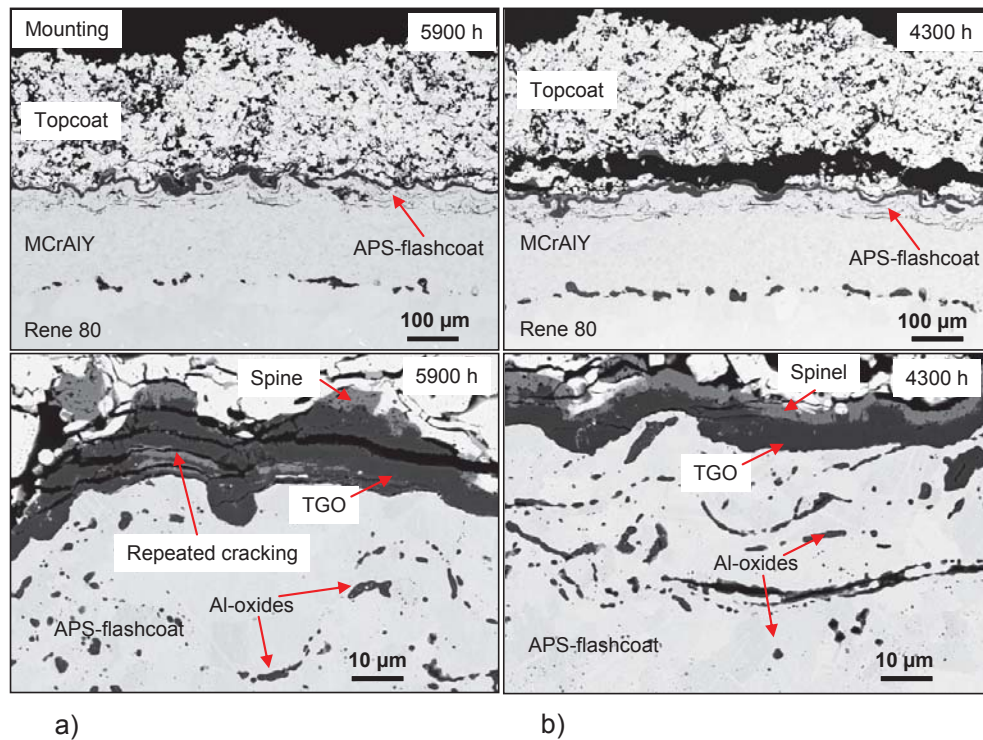 Mounting
5900 h
Topcoat
APS-flashcoat
MCrAlY
100 µm
Rene 80
4300 h
Topcoat
MCrAlY
APS-flashcoat
100 µm
Rene 80
Spine
5900 h
TGO
Repeated cracking
Al-oxides
APS-flashcoat
10 µm
Spinel
4300 h
TGO
Al-oxides
APS-flashcoat
10 µm
a)
b)